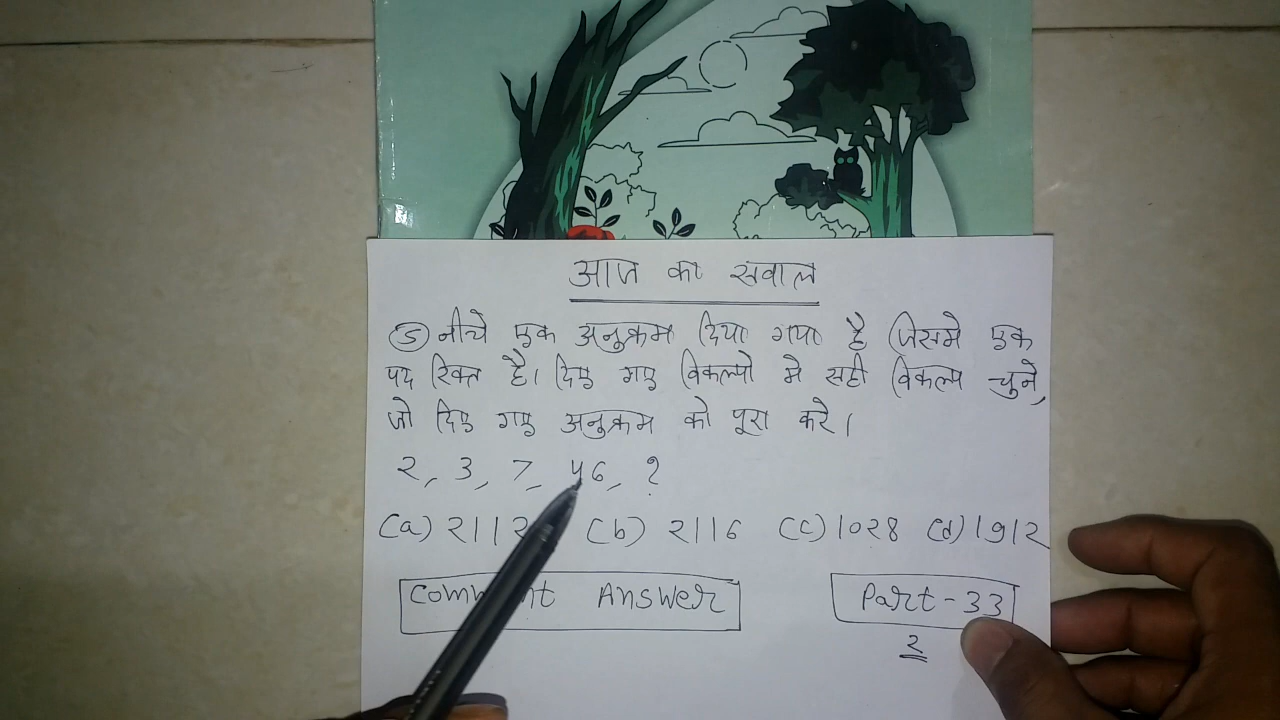 आज का सवाल
⑤ नीचे एक अनुक्रम दिया गया है जिसमे एक
पद रिक्त है। दिए गए विकल्पो मे सही विकल्प चुने,
जो दिए गए अनुक्रम को पूरा करे।
2, 3, 7, 46, ?
(a) 2112 (b) 2116 (c) 1028 (d) 1912
Answer Part-33
2